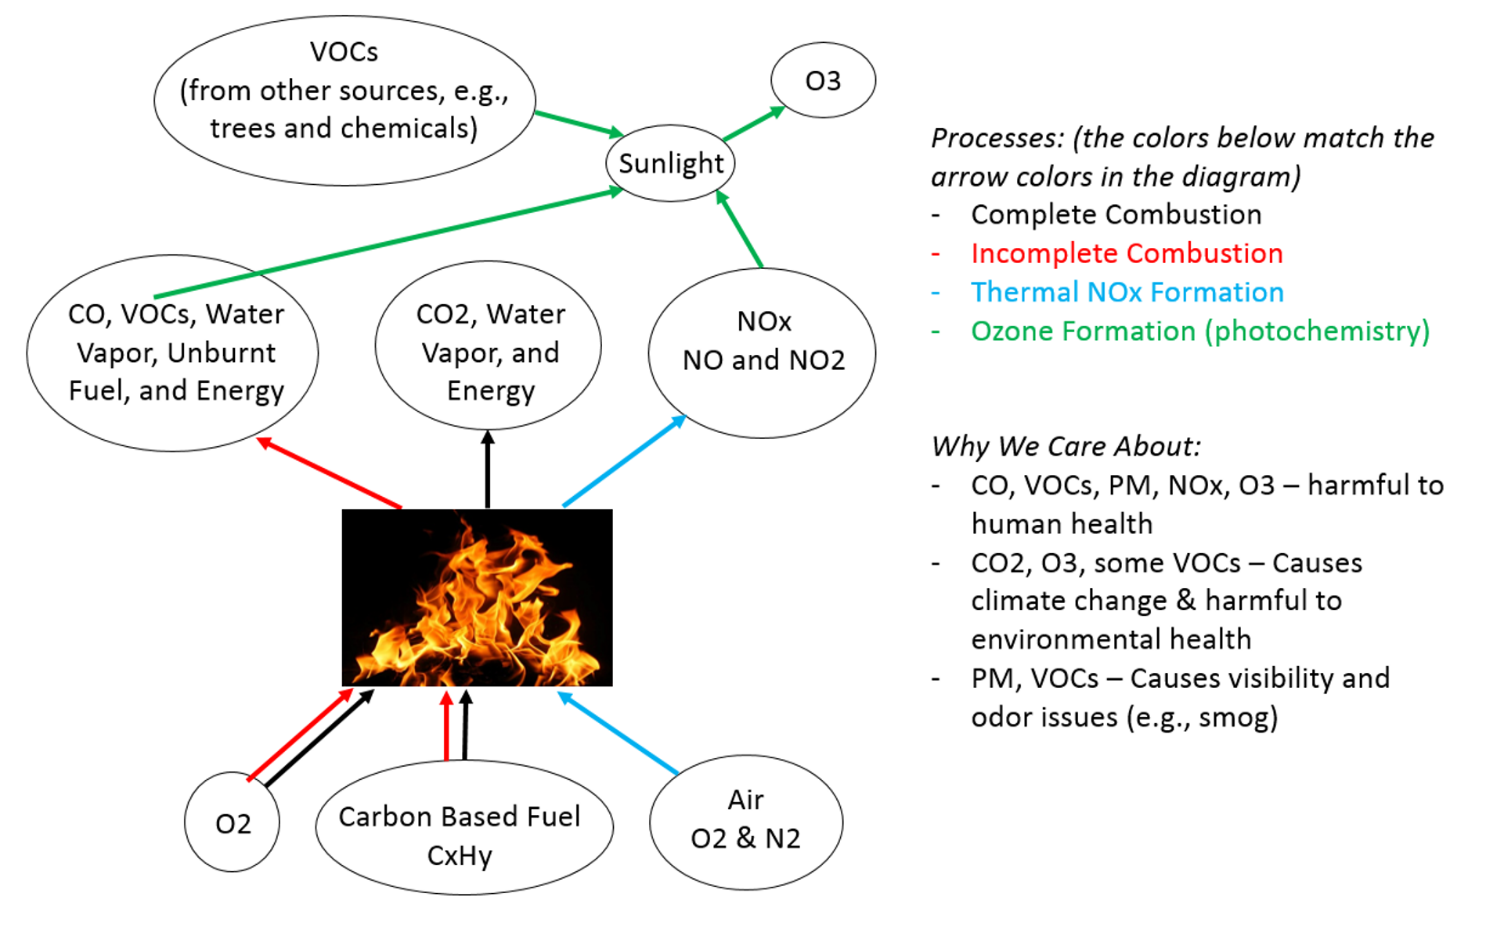 VOCs
(from other sources, e.g.,
trees and chemicals)
O3
Sunlight
CO, VOCs, Water
Vapor, Unburnt
Fuel, and Energy
CO2, Water
Vapor, and
Energy
NOx
NO and NO2
O2
Carbon Based Fuel
CxHy
Air
O2 & N2
Processes: (the colors below match the
arrow colors in the diagram)
- Complete Combustion
- Incomplete Combustion
- Thermal NOx Formation
- Ozone Formation (photochemistry)
Why We Care About:
- CO, VOCs, PM, NOx, O3 – harmful to
human health
- CO2, O3, some VOCs – Causes
climate change & harmful to
environmental health
- PM, VOCs – Causes visibility and
odor issues (e.g., smog)